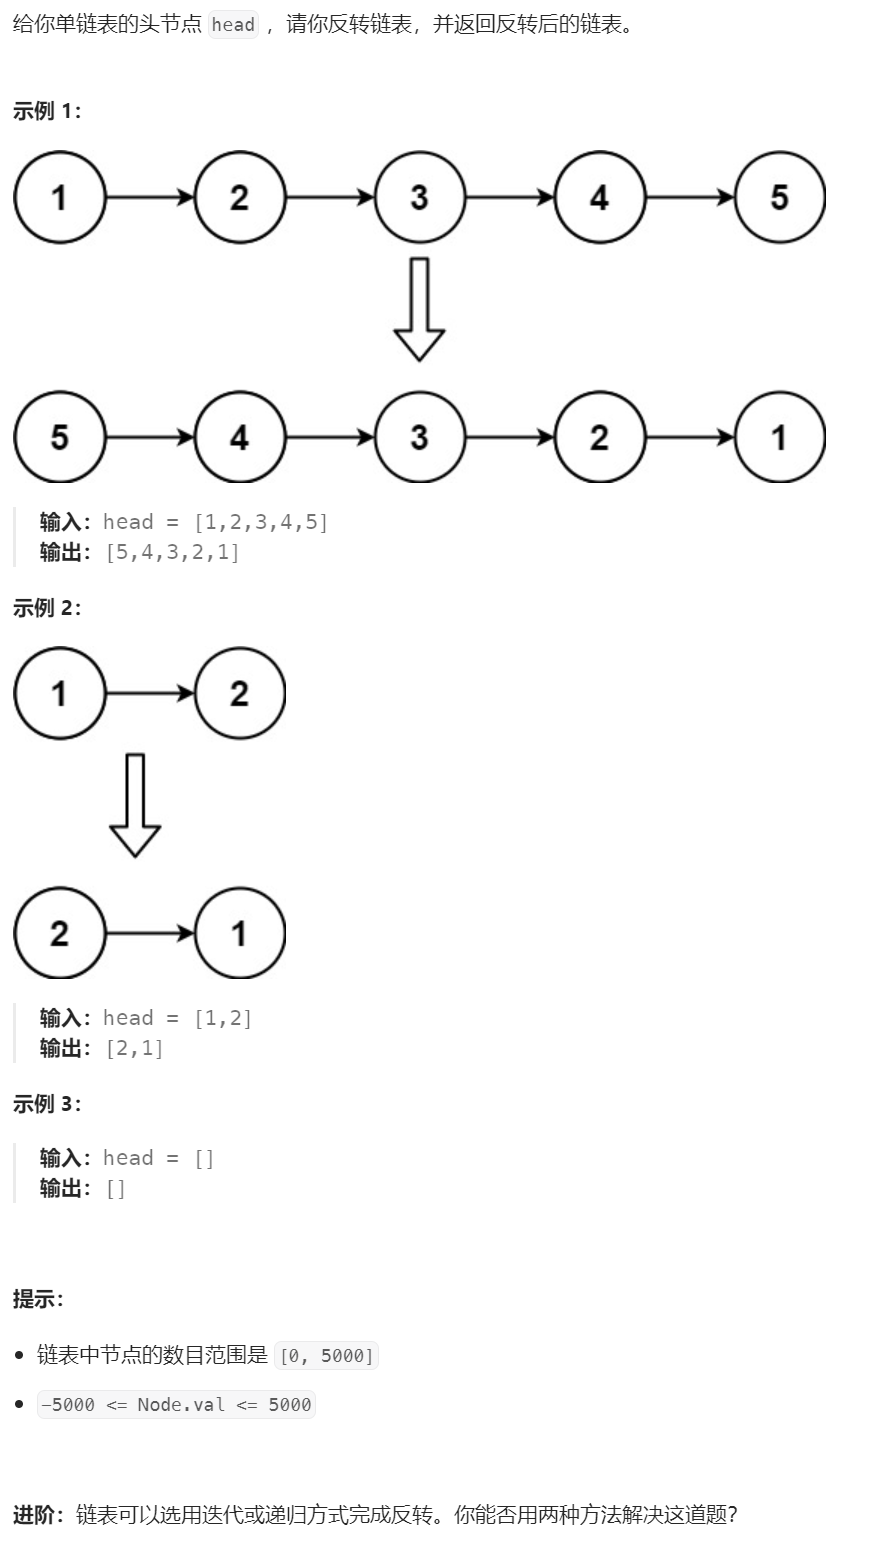 给你单链表的头节点 head ，请你反转链表，并返回反转后的链表。
示例 1：
1 2 3 4 5
5 4 3 2 1
输入：head = [1,2,3,4,5]
输出：[5,4,3,2,1]
示例 2：
1 2
2 1
输入：head = [1,2]
输出：[2,1]
示例 3：
输入：head = []
输出：[]
提示：
链表中节点的数目范围是 [0, 5000]
-5000 <= Node.val <= 5000
进阶：链表可以选用迭代或递归方式完成反转。你能否用两种方法解决这道题？